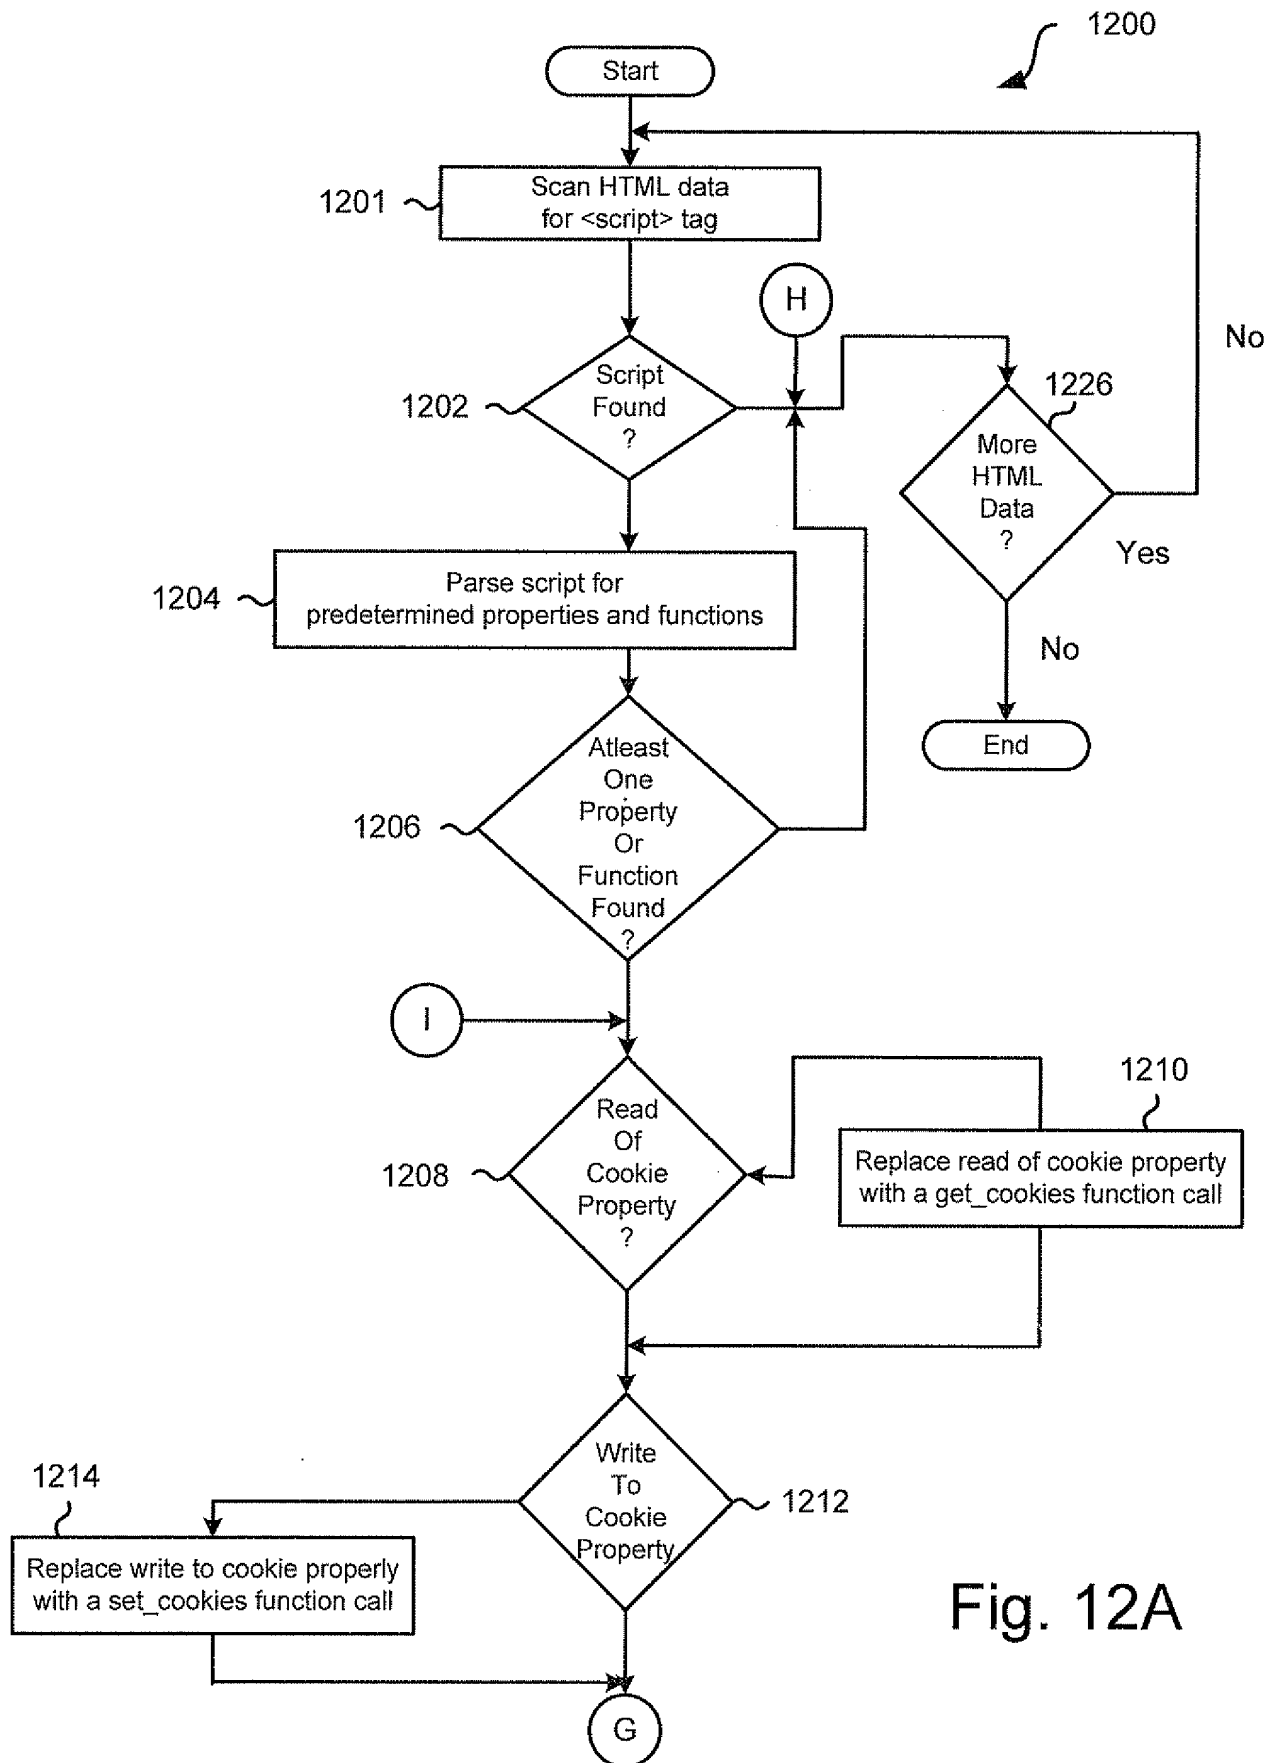 1200
Start
1201
Scan HTML data
for <script> tag
H
No
1202
Script
Found
?
1226
More
HTML
Data
?
Yes
1204
Parse script for
predetermined properties and functions
No
End
1206
Atleast
One
Property
Or
Function
Found
?
I
1208
Read
Of
Cookie
Property
?
1210
Replace read of cookie property
with a get_cookies function call
1212
Write
To
Cookie
Property
1214
Replace write to cookie properly
with a set_cookies function call
G
Fig. 12A